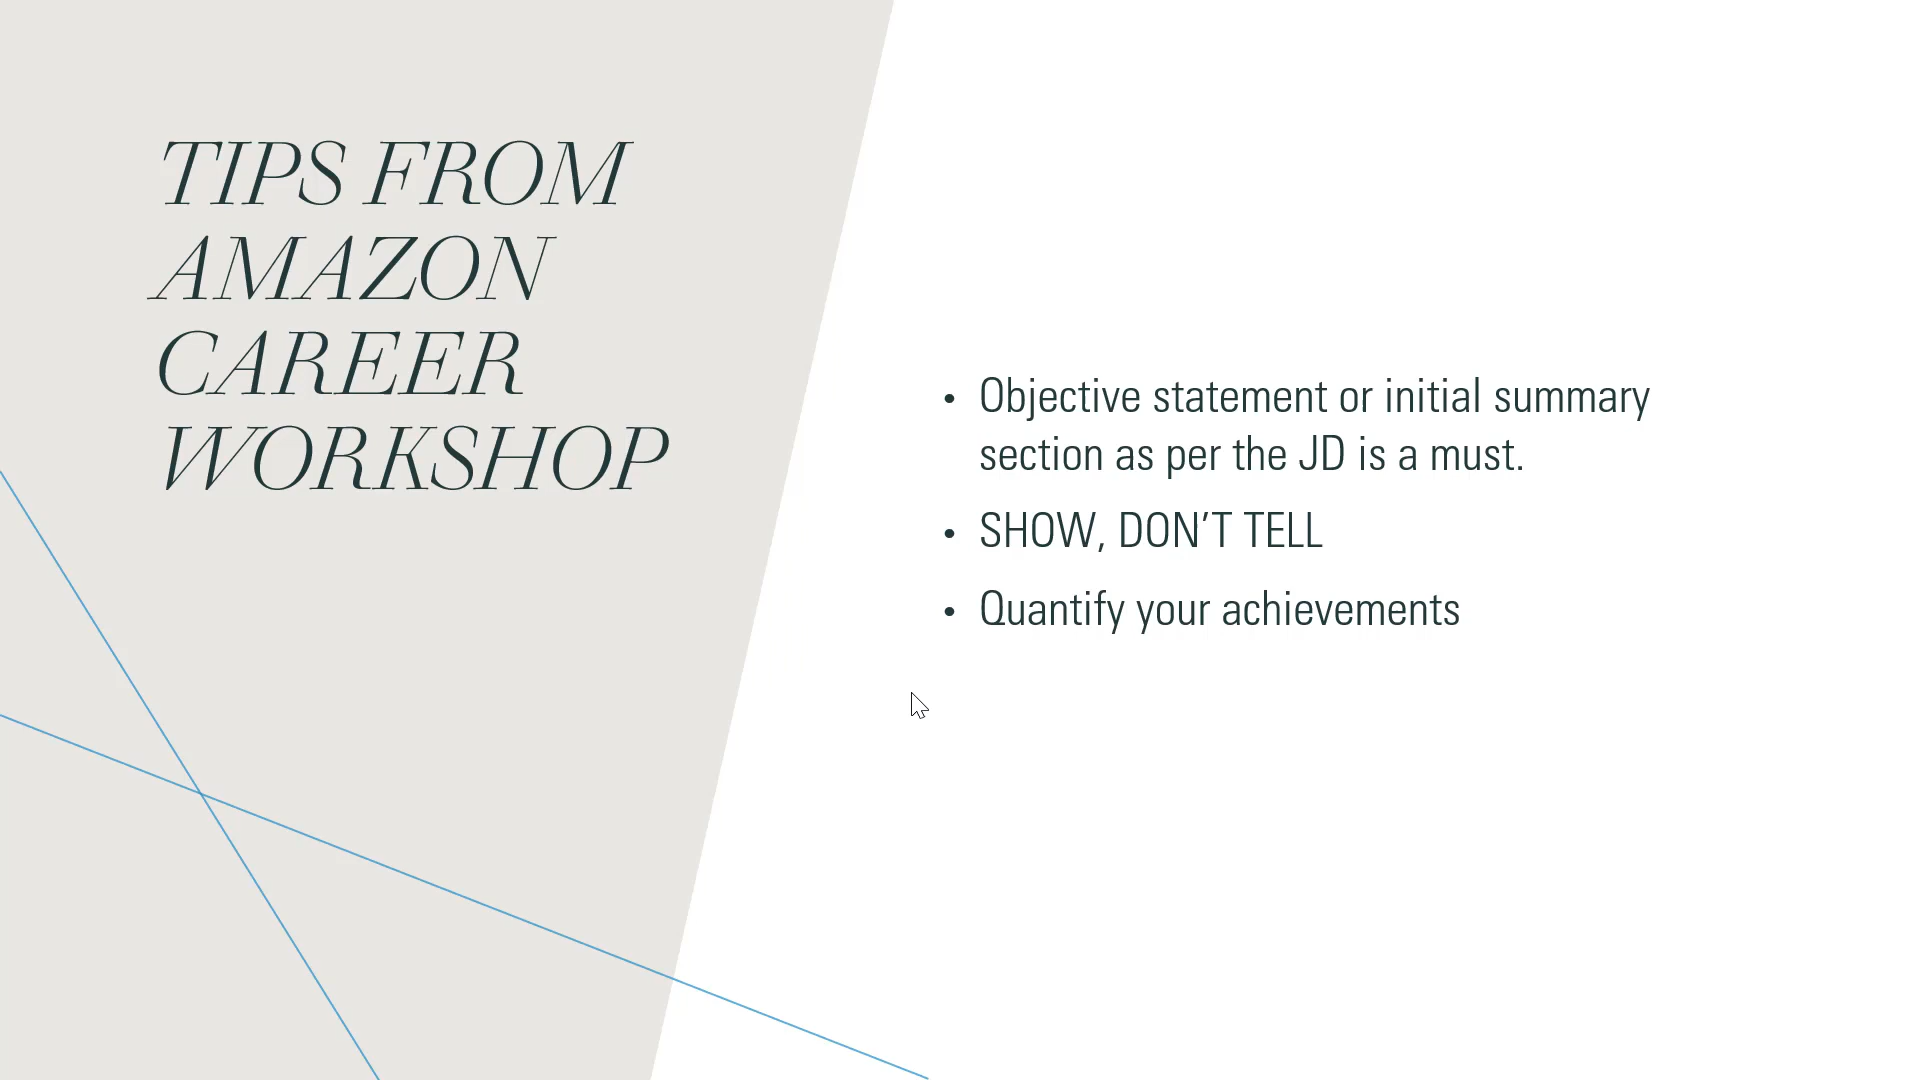 TIPS FROM
AMAZON
CAREER
WORKSHOP
• Objective statement or initial summary
section as per the JD is a must.
• SHOW, DON’T TELL
• Quantify your achievements